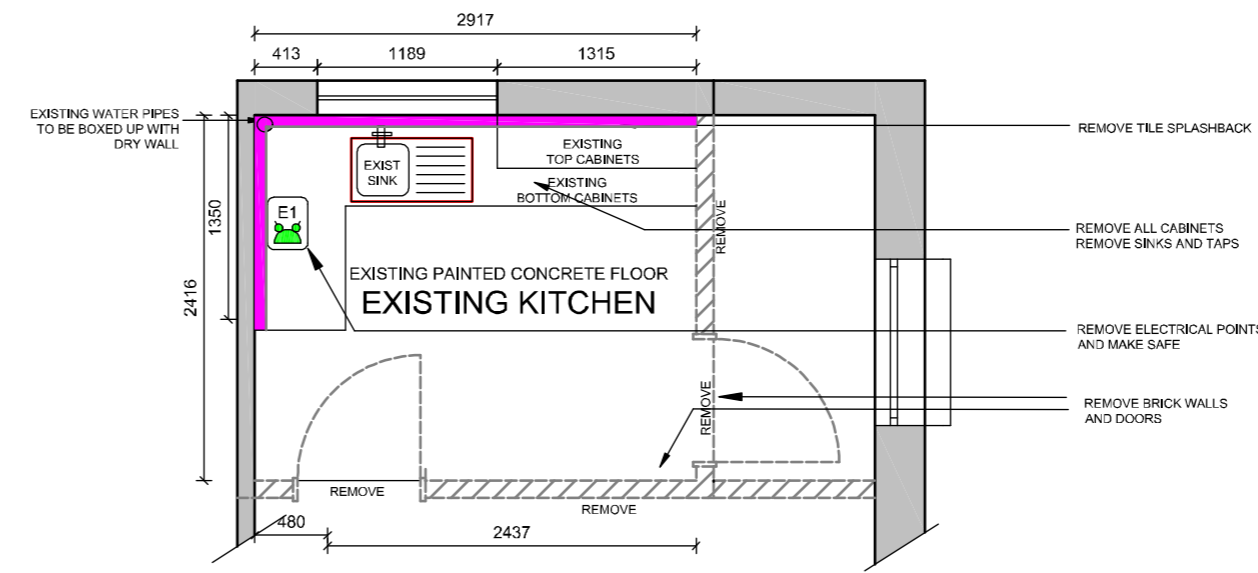 2917
413
1189
1315
EXISTING WATER PIPES
TO BE BOXED UP WITH
DRY WALL
REMOVE TILE SPLASHBACK
EXISTING
TOP CABINETS
EXIST
SINK
EXISTING
BOTTOM CABINETS
1350
E1
REMOVE
REMOVE ALL CABINETS
REMOVE SINKS AND TAPS
2416
EXISTING PAINTED CONCRETE FLOOR
EXISTING KITCHEN
REMOVE ELECTRICAL POINTS
AND MAKE SAFE
REMOVE
REMOVE BRICK WALLS
AND DOORS
REMOVE
REMOVE
480
2437